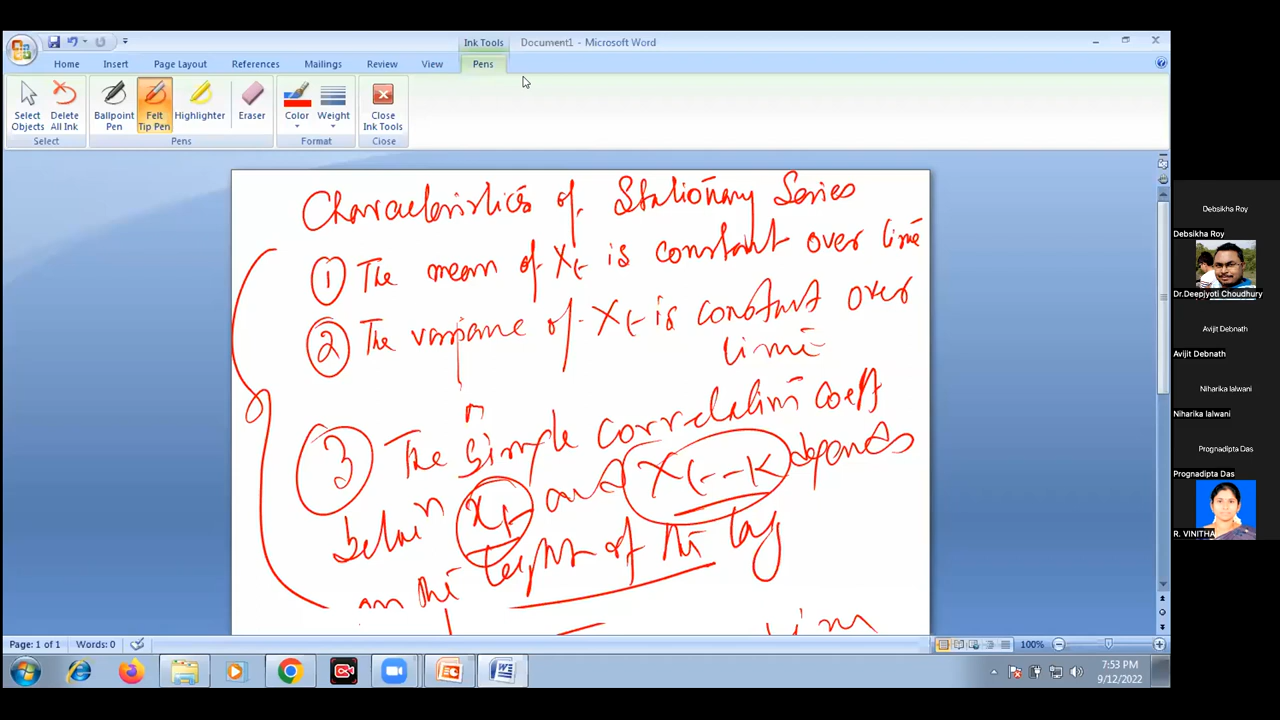 Ink Tools
Document1 - Microsoft Word
Home Insert Page Layout References Mailings Review View Pens
Select Objects
Delete All Ink
Ballpoint Pen
Felt Tip Pen
Highlighter
Eraser
Color
Weight
Close Ink Tools
Select
Pens
Format
Close
Characteristics of Stationary Series
① The mean of Xt is constant over time
② The variance of Xt is constant over
time
③ The simple correlation coeff
betwn xt and Xt--k depends
on the length of the lag
Debsikha Roy
Debsikha Roy
Dr.Deepjyoti Choudhury
Avijit Debnath
Avijit Debnath
Niharika lalwani
Niharika lalwani
Prognadipta Das
Prognadipta Das
R. VINITHA
Page: 1 of 1
Words: 0
100%
7:53 PM
9/12/2022